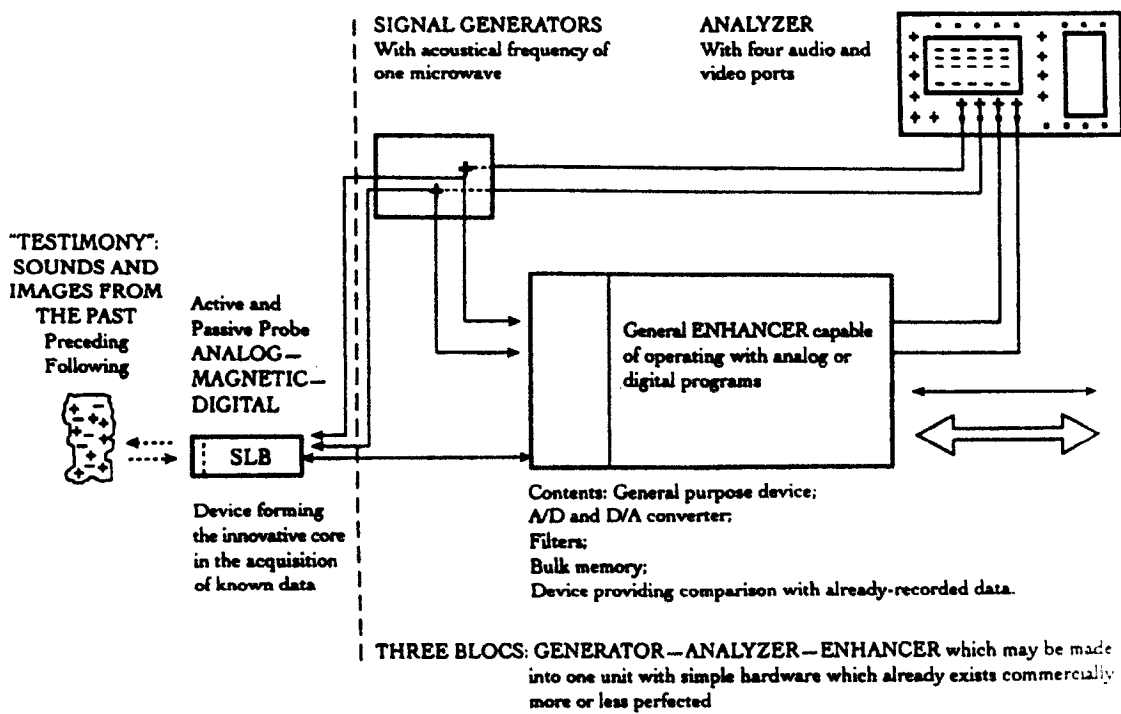 SIGNAL GENERATORS
With acoustical frequency of
one microwave
ANALYZER
With four audio and
video ports
"TESTIMONY":
SOUNDS AND
IMAGES FROM
THE PAST
Preceding
Following
Active and
Passive Probe
ANALOG—
MAGNETIC—
DIGITAL
SLB
Device forming
the innovative core
in the acquisition
of known data
General ENHANCER capable
of operating with analog or
digital programs
Contents: General purpose device;
A/D and D/A converter;
Filters;
Bulk memory;
Device providing comparison with already-recorded data.
THREE BLOCS: GENERATOR—ANALYZER—ENHANCER which may be made
into one unit with simple hardware which already exists commercially
more or less perfected